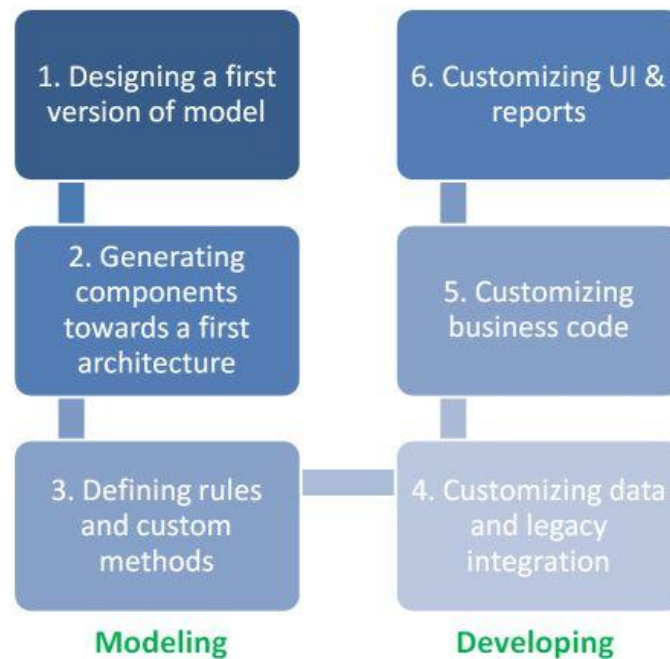 1. Designing a first
version of model
2. Generating
components
towards a first
architecture
3. Defining rules
and custom
methods
Modeling
6. Customizing UI &
reports
5. Customizing
business code
4. Customizing data
and legacy
integration
Developing